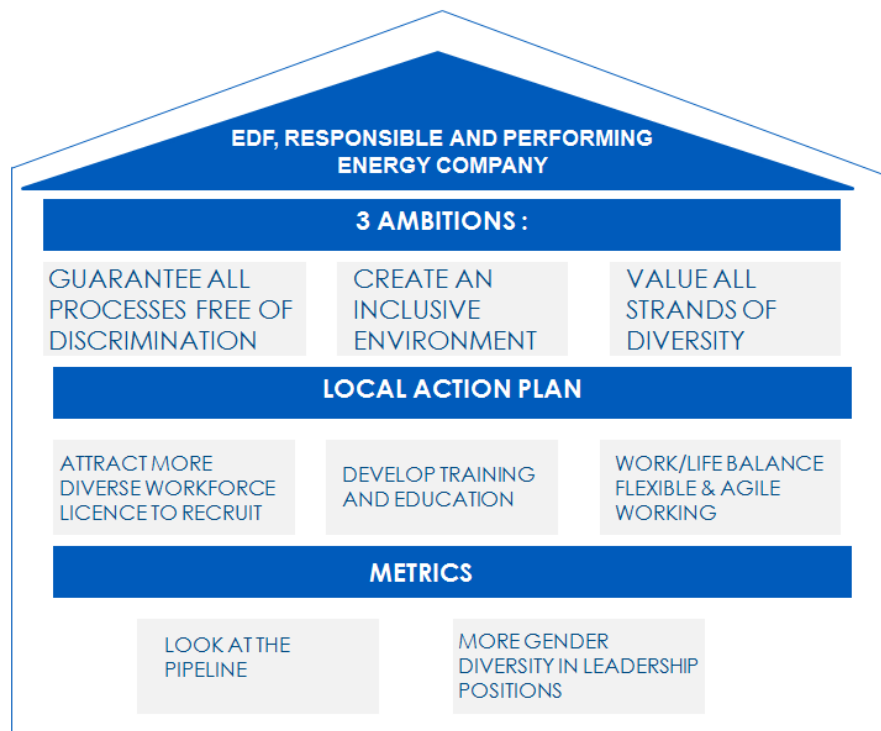 EDF, RESPONSIBLE AND PERFORMING
ENERGY COMPANY
3 AMBITIONS :
GUARANTEE ALL
PROCESSES FREE OF
DISCRIMINATION
CREATE AN
INCLUSIVE
ENVIRONMENT
VALUE ALL
STRANDS OF
DIVERSITY
LOCAL ACTION PLAN
ATTRACT MORE
DIVERSE WORKFORCE
LICENCE TO RECRUIT
DEVELOP TRAINING
AND EDUCATION
WORK/LIFE BALANCE
FLEXIBLE & AGILE
WORKING
METRICS
LOOK AT THE
PIPELINE
MORE GENDER
DIVERSITY IN LEADERSHIP
POSITIONS